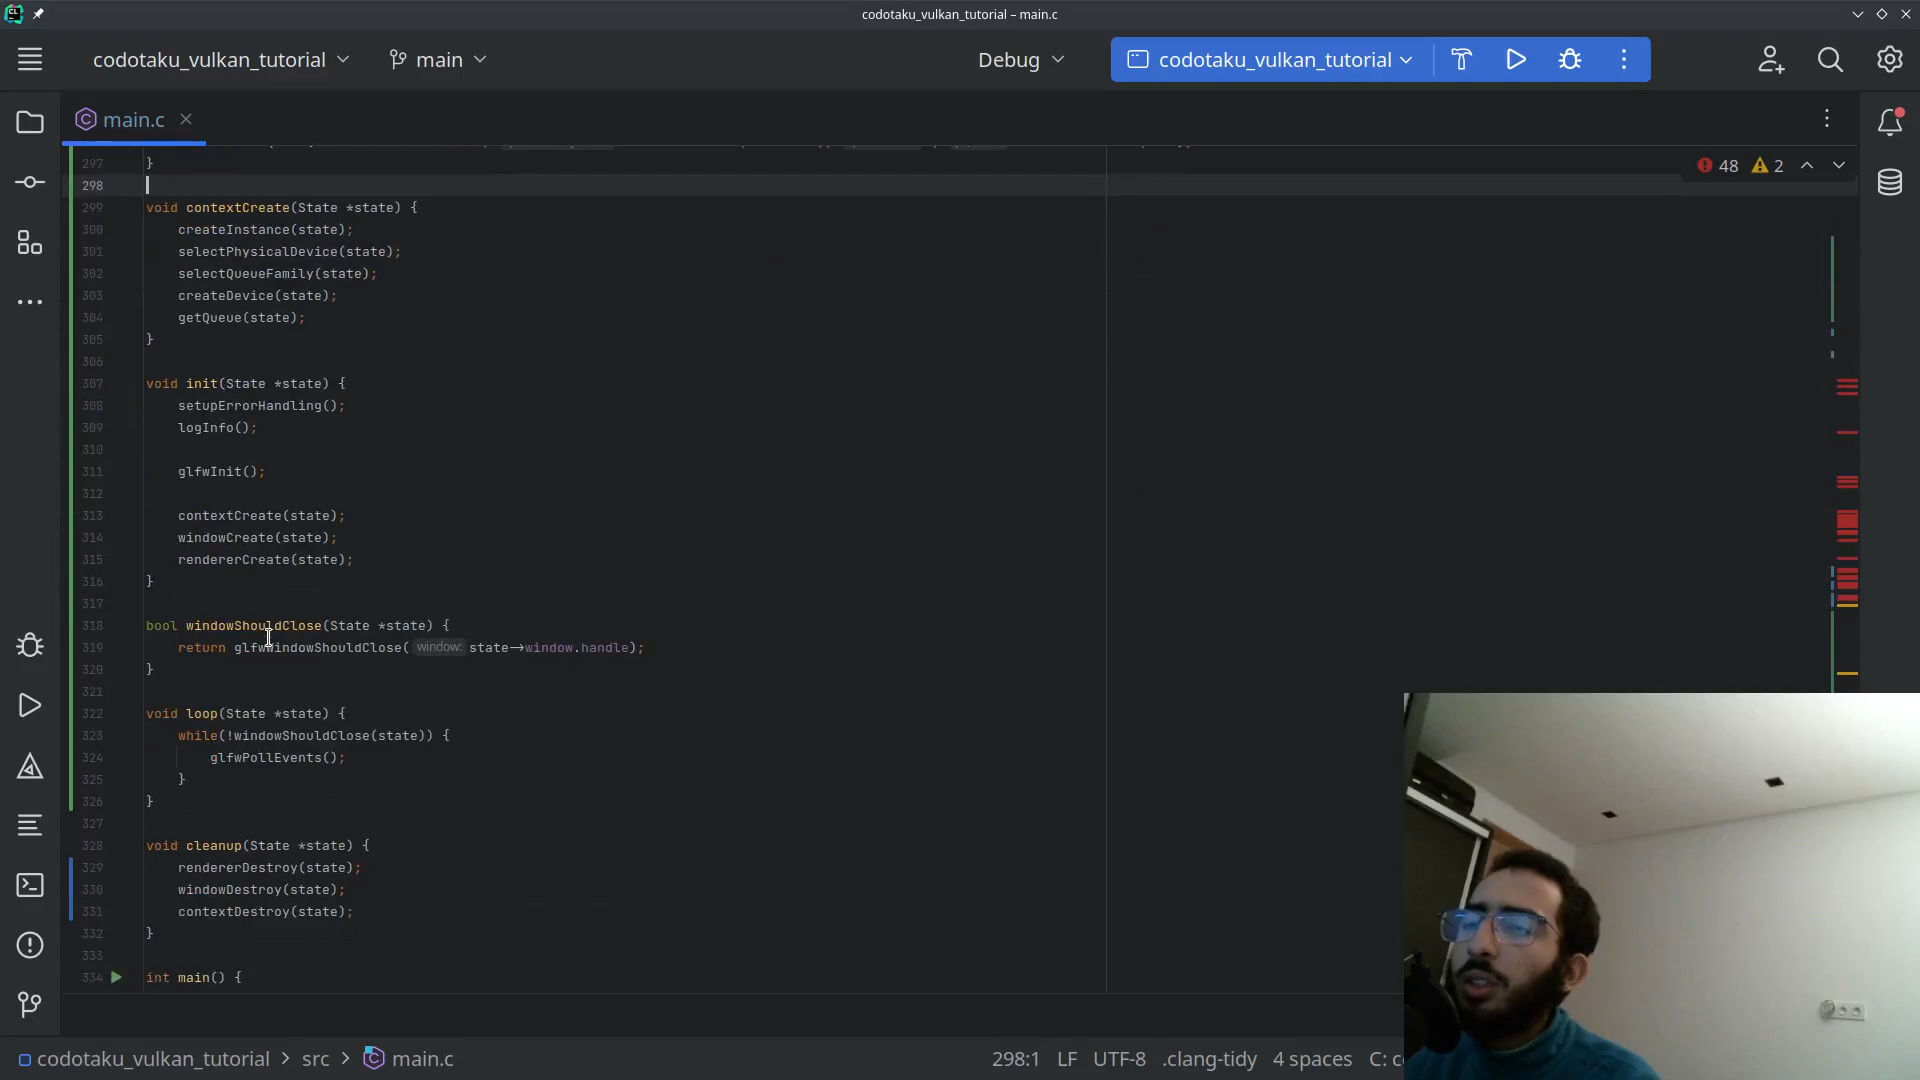 CL
codotaku_vulkan_tutorial – main.c
codotaku_vulkan_tutorial
main
Debug
codotaku_vulkan_tutorial
main.c
48
2
297 }
298
299 void contextCreate(State *state) {
300 createInstance(state);
301 selectPhysicalDevice(state);
302 selectQueueFamily(state);
303 createDevice(state);
304 getQueue(state);
305 }
306
307 void init(State *state) {
308 setupErrorHandling();
309 logInfo();
310
311 glfwInit();
312
313 contextCreate(state);
314 windowCreate(state);
315 rendererCreate(state);
316 }
317
318 bool windowShouldClose(State *state) {
319 return glfwWindowShouldClose( window: state->window.handle);
320 }
321
322 void loop(State *state) {
323 while(!windowShouldClose(state)) {
324 glfwPollEvents();
325 }
326 }
327
328 void cleanup(State *state) {
329 rendererDestroy(state);
330 windowDestroy(state);
331 contextDestroy(state);
332 }
333
334 int main() {
codotaku_vulkan_tutorial > src > main.c
298:1 LF UTF-8 .clang-tidy 4 spaces